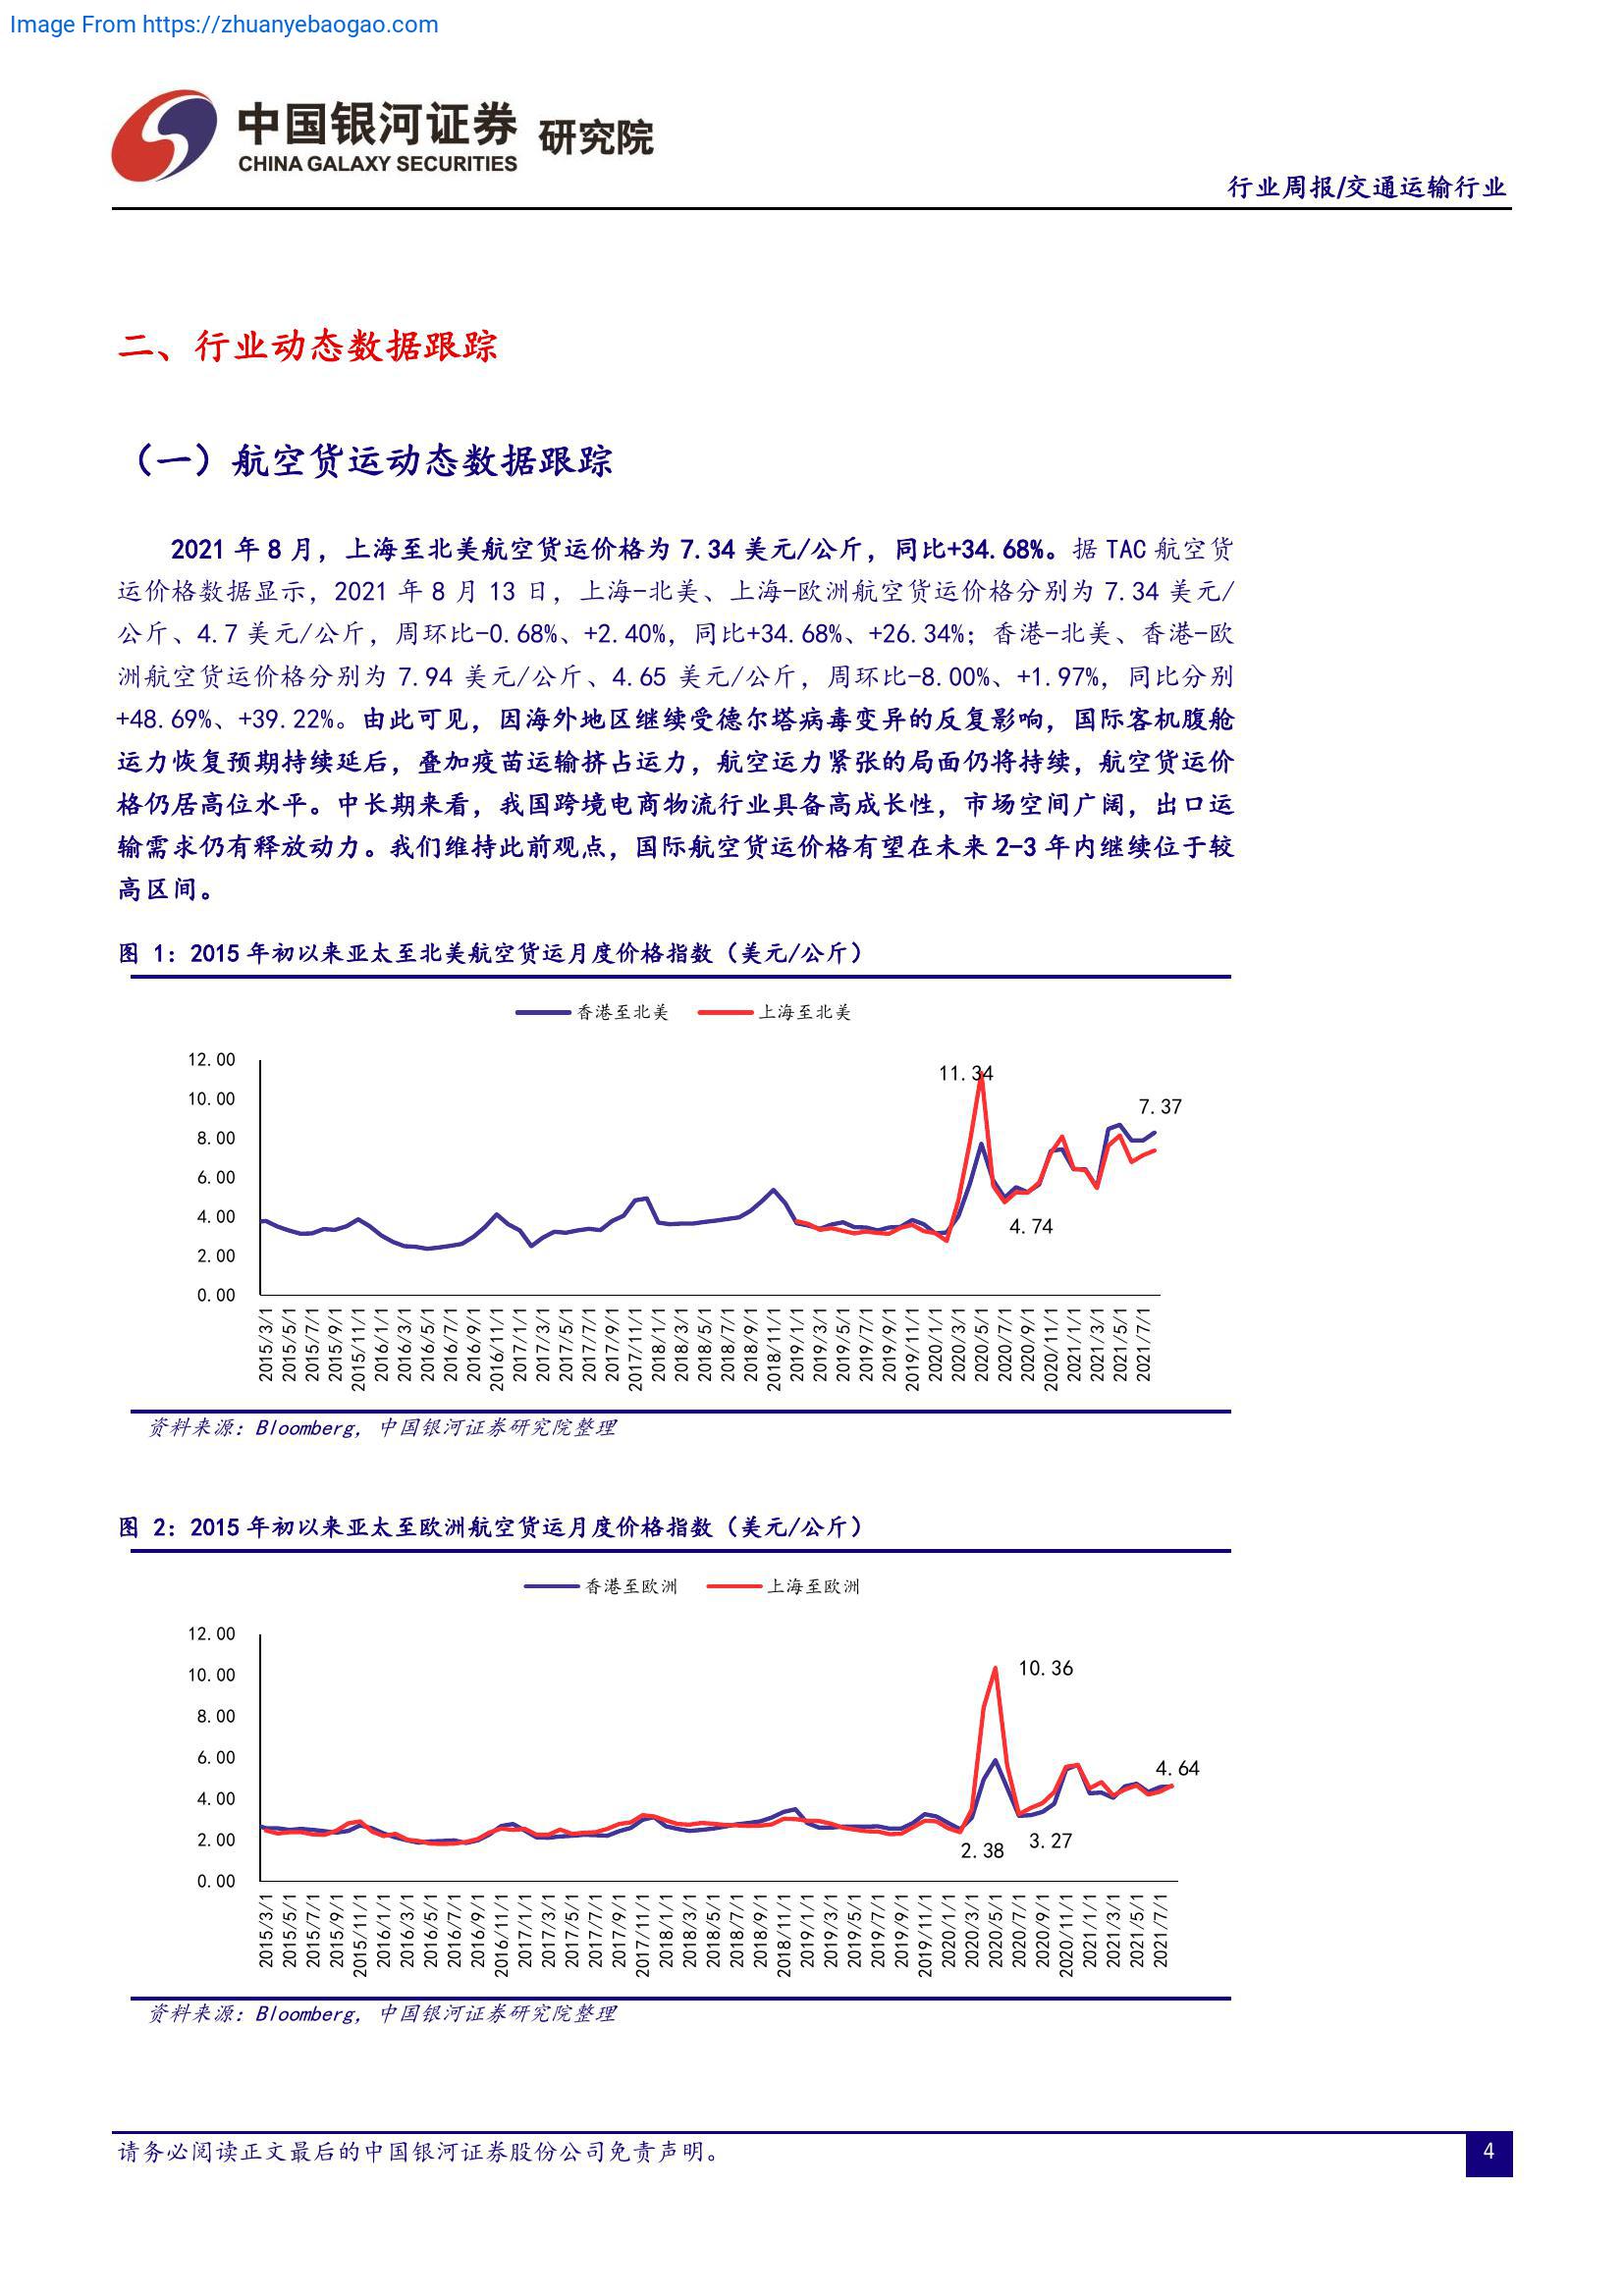 Image From https://zhuanyebaogao.com
中国银河证券 研究院
CHINA GALAXY SECURITIES
行业周报/交通运输行业
二、行业动态数据跟踪
（一）航空货运动态数据跟踪
2021 年 8 月，上海至北美航空货运价格为 7.34 美元/公斤，同比+34.68%。据 TAC 航空货
运价格数据显示，2021 年 8 月 13 日，上海-北美、上海-欧洲航空货运价格分别为 7.34 美元/
公斤、4.7 美元/公斤，周环比-0.68%、+2.40%，同比+34.68%、+26.34%；香港-北美、香港-欧
洲航空货运价格分别为 7.94 美元/公斤、4.65 美元/公斤，周环比-8.00%、+1.97%，同比分别
+48.69%、+39.22%。由此可见，因海外地区继续受德尔塔病毒变异的反复影响，国际客机腹舱
运力恢复预期持续延后，叠加疫苗运输挤占运力，航空运力紧张的局面仍将持续，航空货运价
格仍居高位水平。中长期来看，我国跨境电商物流行业具备高成长性，市场空间广阔，出口运
输需求仍有释放动力。我们维持此前观点，国际航空货运价格有望在未来 2-3 年内继续位于较
高区间。
图 1：2015 年初以来亚太至北美航空货运月度价格指数（美元/公斤）
香港至北美 上海至北美
12.00
10.00
8.00
6.00
4.00
2.00
0.00
11.34
7.37
4.74
2015/3/1 2015/5/1 2015/7/1 2015/9/1 2015/11/1 2016/1/1 2016/3/1 2016/5/1 2016/7/1 2016/9/1 2016/11/1 2017/1/1 2017/3/1 2017/5/1 2017/7/1 2017/9/1 2017/11/1 2018/1/1 2018/3/1 2018/5/1 2018/7/1 2018/9/1 2018/11/1 2019/1/1 2019/3/1 2019/5/1 2019/7/1 2019/9/1 2019/11/1 2020/1/1 2020/3/1 2020/5/1 2020/7/1 2020/9/1 2020/11/1 2021/1/1 2021/3/1 2021/5/1 2021/7/1
资料来源：Bloomberg，中国银河证券研究院整理
图 2：2015 年初以来亚太至欧洲航空货运月度价格指数（美元/公斤）
香港至欧洲 上海至欧洲
12.00
10.00
8.00
6.00
4.00
2.00
0.00
10.36
4.64
2.38
3.27
2015/3/1 2015/5/1 2015/7/1 2015/9/1 2015/11/1 2016/1/1 2016/3/1 2016/5/1 2016/7/1 2016/9/1 2016/11/1 2017/1/1 2017/3/1 2017/5/1 2017/7/1 2017/9/1 2017/11/1 2018/1/1 2018/3/1 2018/5/1 2018/7/1 2018/9/1 2018/11/1 2019/1/1 2019/3/1 2019/5/1 2019/7/1 2019/9/1 2019/11/1 2020/1/1 2020/3/1 2020/5/1 2020/7/1 2020/9/1 2020/11/1 2021/1/1 2021/3/1 2021/5/1 2021/7/1
资料来源：Bloomberg，中国银河证券研究院整理
请务必阅读正文最后的中国银河证券股份公司免责声明。
4